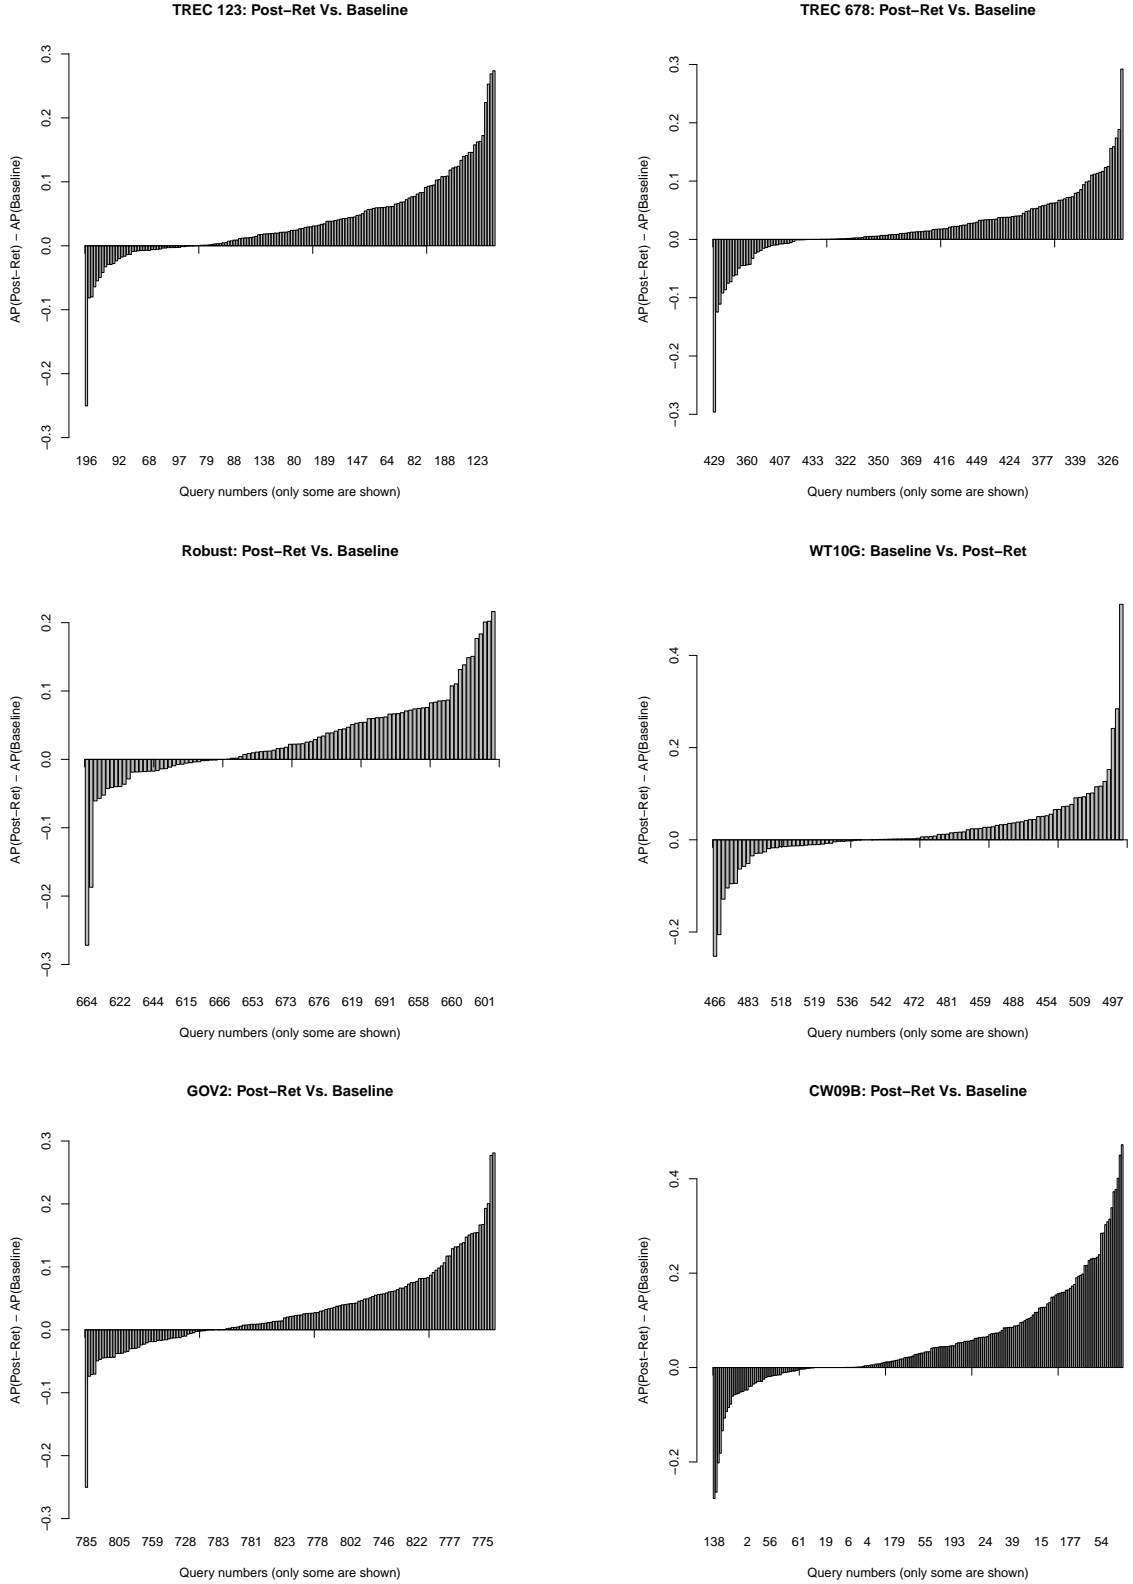 TREC 123: Post−Ret Vs. Baseline
AP(Post−Ret) − AP(Baseline)
0.3
0.2
0.1
0.0
−0.1
−0.2
−0.3
196 92 68 97 79 88 138 80 189 147 64 82 188 123
Query numbers (only some are shown)
TREC 678: Post−Ret Vs. Baseline
AP(Post−Ret) − AP(Baseline)
0.3
0.2
0.1
0.0
−0.1
−0.2
−0.3
429 360 407 433 322 350 369 416 449 424 377 339 326
Query numbers (only some are shown)
Robust: Post−Ret Vs. Baseline
AP(Post−Ret) − AP(Baseline)
0.2
0.1
0.0
−0.1
−0.2
−0.3
664 622 644 615 666 653 673 676 619 691 658 660 601
Query numbers (only some are shown)
WT10G: Baseline Vs. Post−Ret
AP(Post−Ret) − AP(Baseline)
0.4
0.2
0.0
−0.2
466 483 518 519 536 542 472 481 459 488 454 509 497
Query numbers (only some are shown)
GOV2: Post−Ret Vs. Baseline
AP(Post−Ret) − AP(Baseline)
0.3
0.2
0.1
0.0
−0.1
−0.2
−0.3
785 805 759 728 783 781 823 778 802 746 822 777 775
Query numbers (only some are shown)
CW09B: Post−Ret Vs. Baseline
AP(Post−Ret) − AP(Baseline)
0.4
0.2
0.0
−0.2
138 2 56 61 19 6 4 179 55 193 24 39 15 177 54
Query numbers (only some are shown)